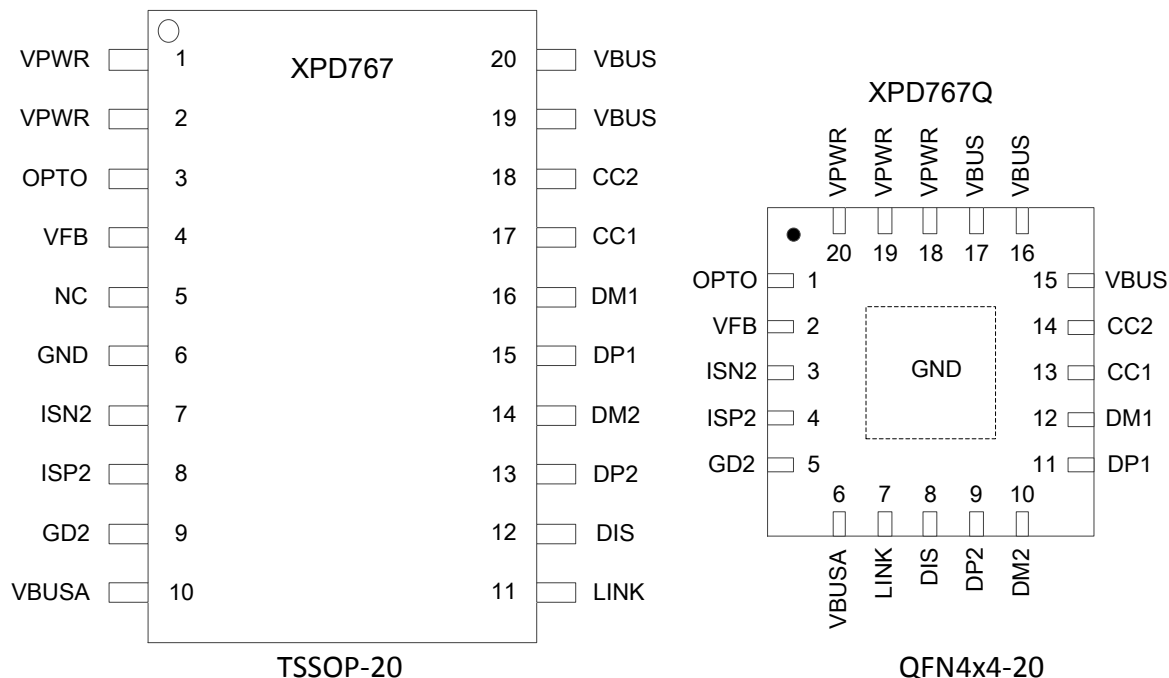 XPD767
VPWR 1 20 VBUS
VPWR 2 19 VBUS
OPTO 3 18 CC2
VFB 4 17 CC1
NC 5 16 DM1
GND 6 15 DP1
ISN2 7 14 DM2
ISP2 8 13 DP2
GD2 9 12 DIS
VBUSA 10 11 LINK
TSSOP-20
XPD767Q
VPWR VPWR VPWR VBUS VBUS
20 19 18 17 16
OPTO 1 15 VBUS
VFB 2 14 CC2
ISN2 3 GND 13 CC1
ISP2 4 12 DM1
GD2 5 11 DP1
6 7 8 9 10
VBUSA LINK DIS DP2 DM2
QFN4x4-20